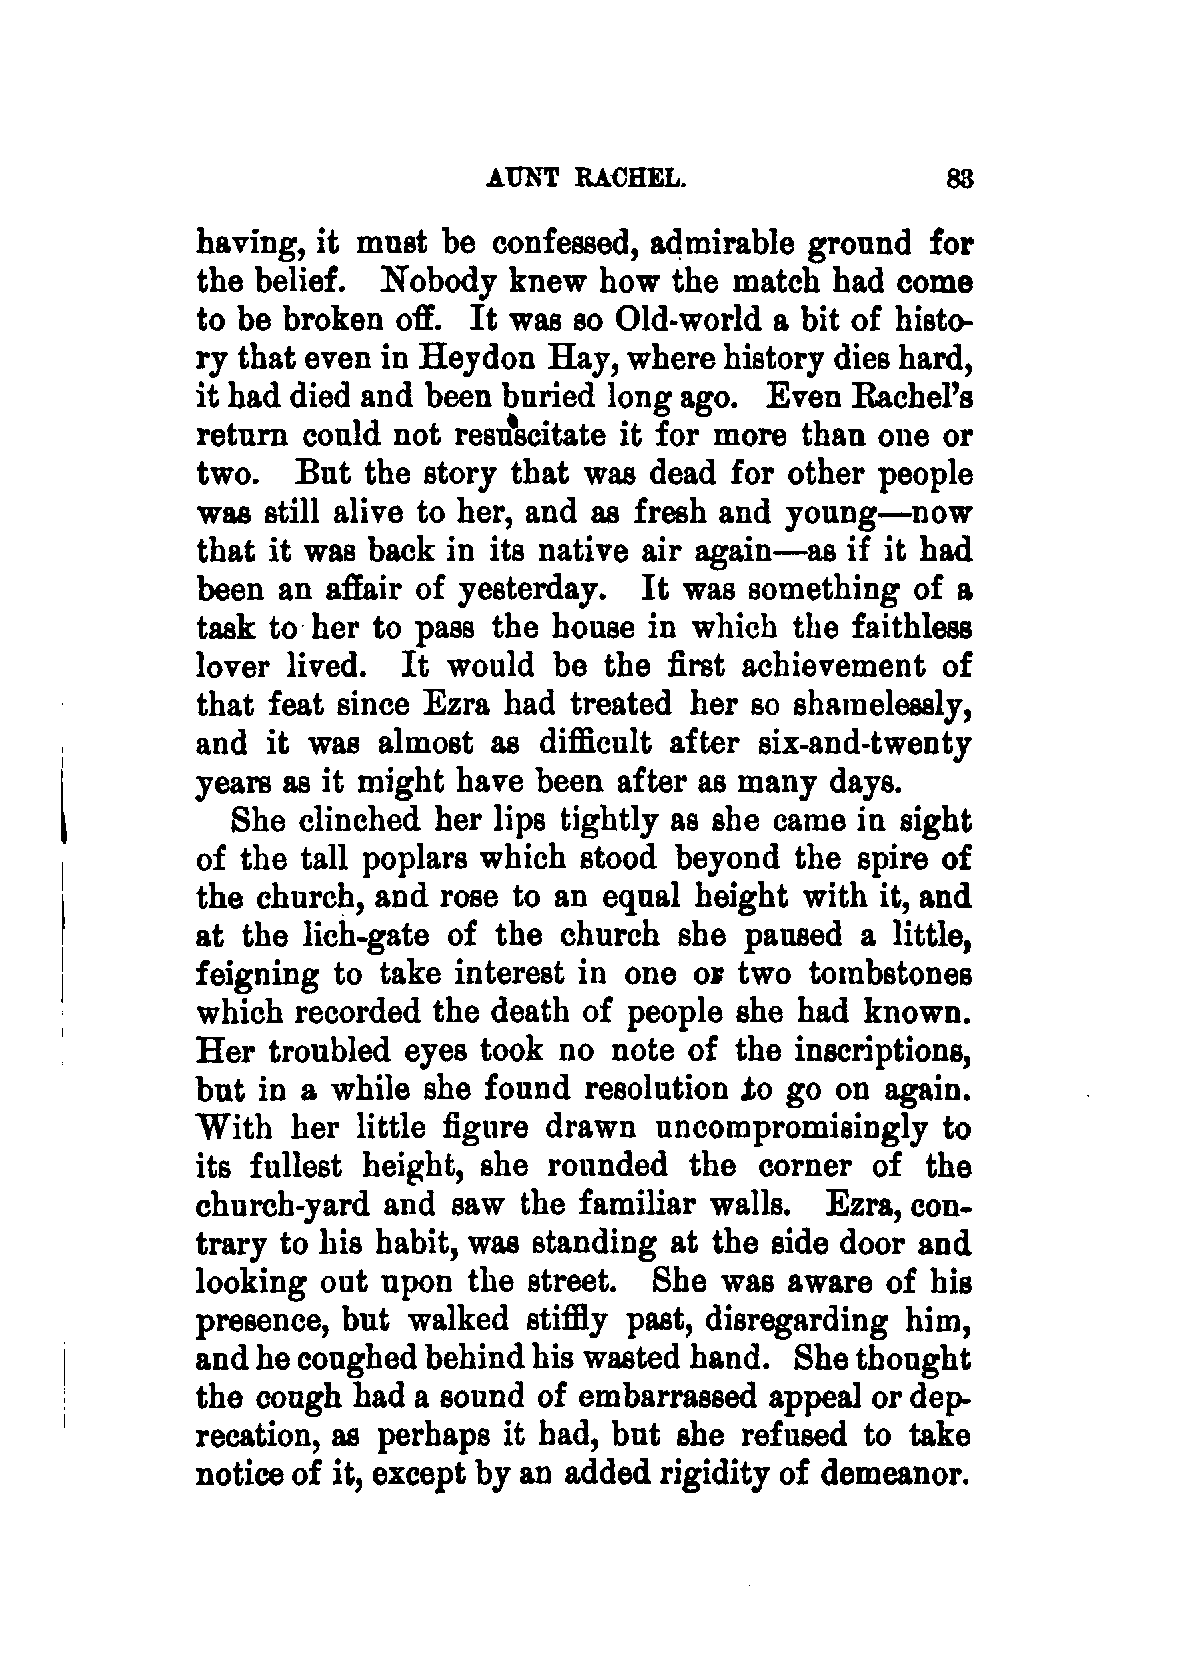 AUNT RACHEL. 83
having, it must be confessed, admirable ground for
the belief. Nobody knew how the match had come
to be broken off. It was so Old-world a bit of histo-
ry that even in Heydon Hay, where history dies hard,
it had died and been buried long ago. Even Rachel's
return could not resuscitate it for more than one or
two. But the story that was dead for other people
was still alive to her, and as fresh and young—now
that it was back in its native air again—as if it had
been an affair of yesterday. It was something of a
task to her to pass the house in which the faithless
lover lived. It would be the first achievement of
that feat since Ezra had treated her so shamelessly,
and it was almost as difficult after six-and-twenty
years as it might have been after as many days.
She clinched her lips tightly as she came in sight
of the tall poplars which stood beyond the spire of
the church, and rose to an equal height with it, and
at the lich-gate of the church she paused a little,
feigning to take interest in one or two tombstones
which recorded the death of people she had known.
Her troubled eyes took no note of the inscriptions,
but in a while she found resolution to go on again.
With her little figure drawn uncompromisingly to
its fullest height, she rounded the corner of the
church-yard and saw the familiar walls. Ezra, con-
trary to his habit, was standing at the side door and
looking out upon the street. She was aware of his
presence, but walked stiffly past, disregarding him,
and he coughed behind his wasted hand. She thought
the cough had a sound of embarrassed appeal or dep-
recation, as perhaps it had, but she refused to take
notice of it, except by an added rigidity of demeanor.